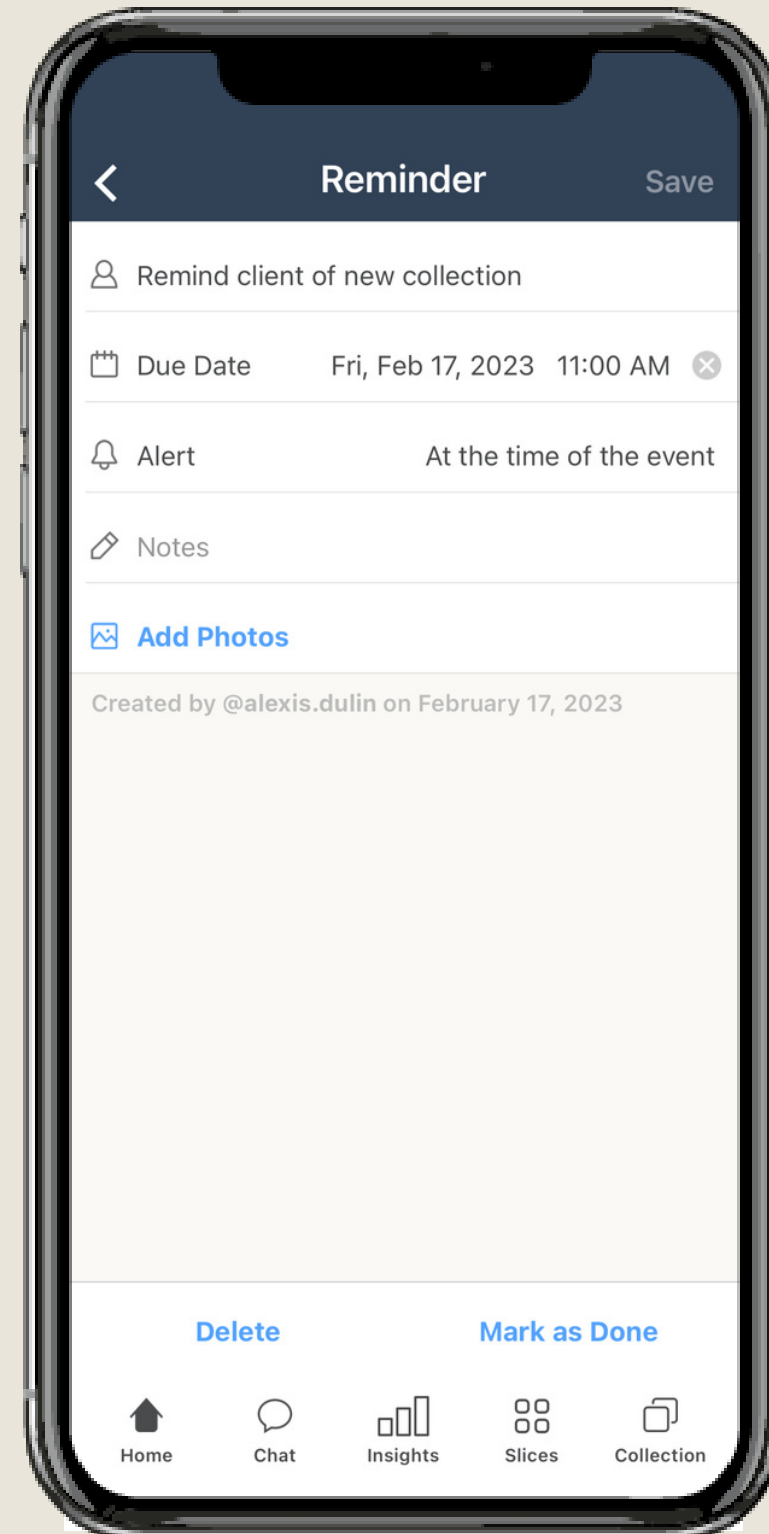 Reminder Save
Remind client of new collection
Due Date Fri, Feb 17, 2023 11:00 AM
Alert At the time of the event
Notes
Add Photos
Created by @alexis.dulin on February 17, 2023
Delete Mark as Done
Home Chat Insights Slices Collection